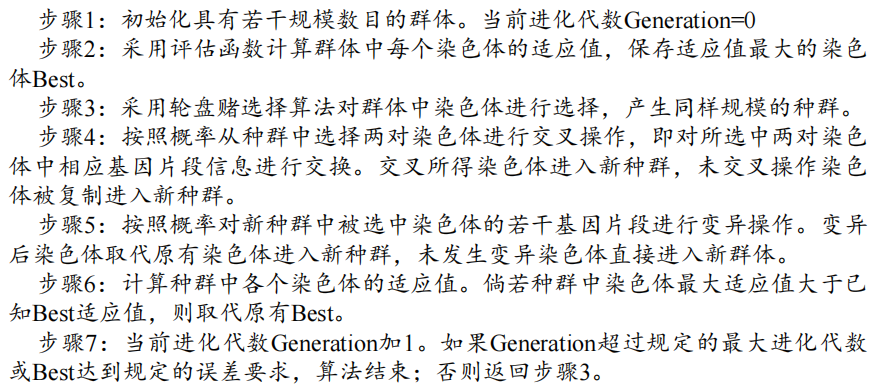 步骤1：初始化具有若干规模数目的群体。当前进化代数Generation=0
步骤2：采用评估函数计算群体中每个染色体的适应值，保存适应值最大的染色
体Best。
步骤3：采用轮盘赌选择算法对群体中染色体进行选择，产生同样规模的种群。
步骤4：按照概率从种群中选择两对染色体进行交叉操作，即对所选中两对染色
体中相应基因片段信息进行交换。交叉所得染色体进入新种群，未交叉操作染色
体被复制进入新种群。
步骤5：按照概率对新种群中被选中染色体的若干基因片段进行变异操作。变异
后染色体取代原有染色体进入新种群，未发生变异染色体直接进入新群体。
步骤6：计算种群中各个染色体的适应值。倘若种群中染色体最大适应值大于已
知Best适应值，则取代原有Best。
步骤7：当前进化代数Generation加1。如果Generation超过规定的最大进化代数
或Best达到规定的误差要求，算法结束；否则返回步骤3。